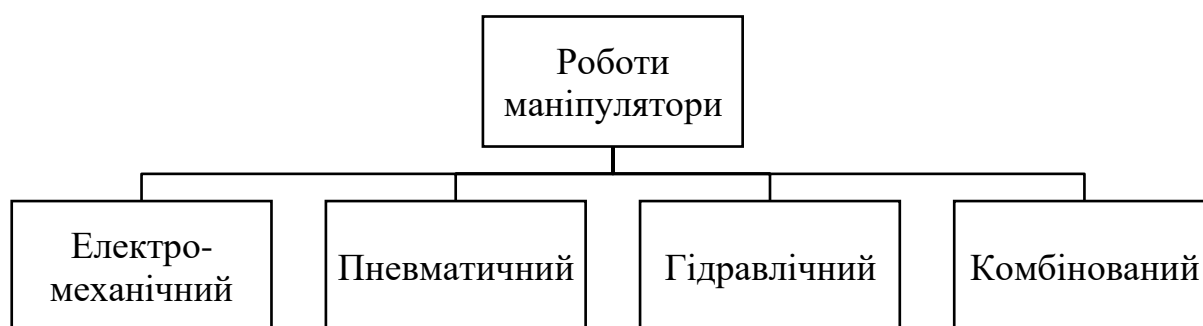 Роботи
маніпулятори
Електро-
механічний
Пневматичний
Гідравлічний
Комбінований